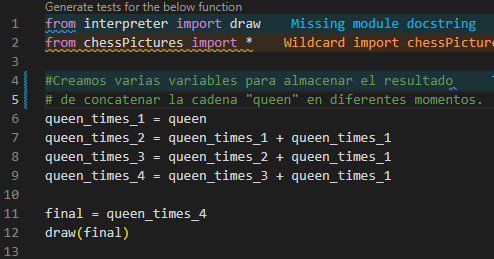 Generate tests for the below function
1 from interpreter import draw Missing module docstring
2 from chessPictures import * Wildcard import
3
4 #Creamos varias variables para almacenar el resultado
5 # de concatenar la cadena "queen" en diferentes momentos.
6 queen_times_1 = queen
7 queen_times_2 = queen_times_1 + queen_times_1
8 queen_times_3 = queen_times_2 + queen_times_1
9 queen_times_4 = queen_times_3 + queen_times_1
10
11 final = queen_times_4
12 draw(final)
13